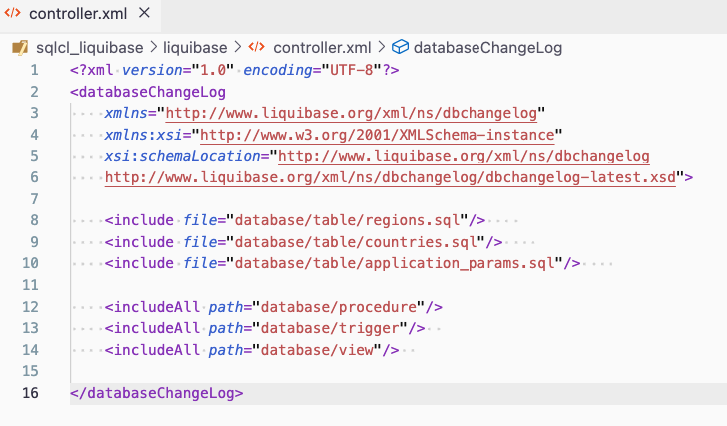 controller.xml
sqlcl_liquibase > liquibase > controller.xml > databaseChangeLog
1 <?xml version="1.0" encoding="UTF-8"?>
2 <databaseChangeLog
3 xmlns="http://www.liquibase.org/xml/ns/dbchangelog"
4 xmlns:xsi="http://www.w3.org/2001/XMLSchema-instance"
5 xsi:schemaLocation="http://www.liquibase.org/xml/ns/dbchangelog
6 http://www.liquibase.org/xml/ns/dbchangelog/dbchangelog-latest.xsd">
7
8 <include file="database/table/regions.sql"/>
9 <include file="database/table/countries.sql"/>
10 <include file="database/table/application_params.sql"/>
11
12 <includeAll path="database/procedure"/>
13 <includeAll path="database/trigger"/>
14 <includeAll path="database/view"/>
15
16 </databaseChangeLog>